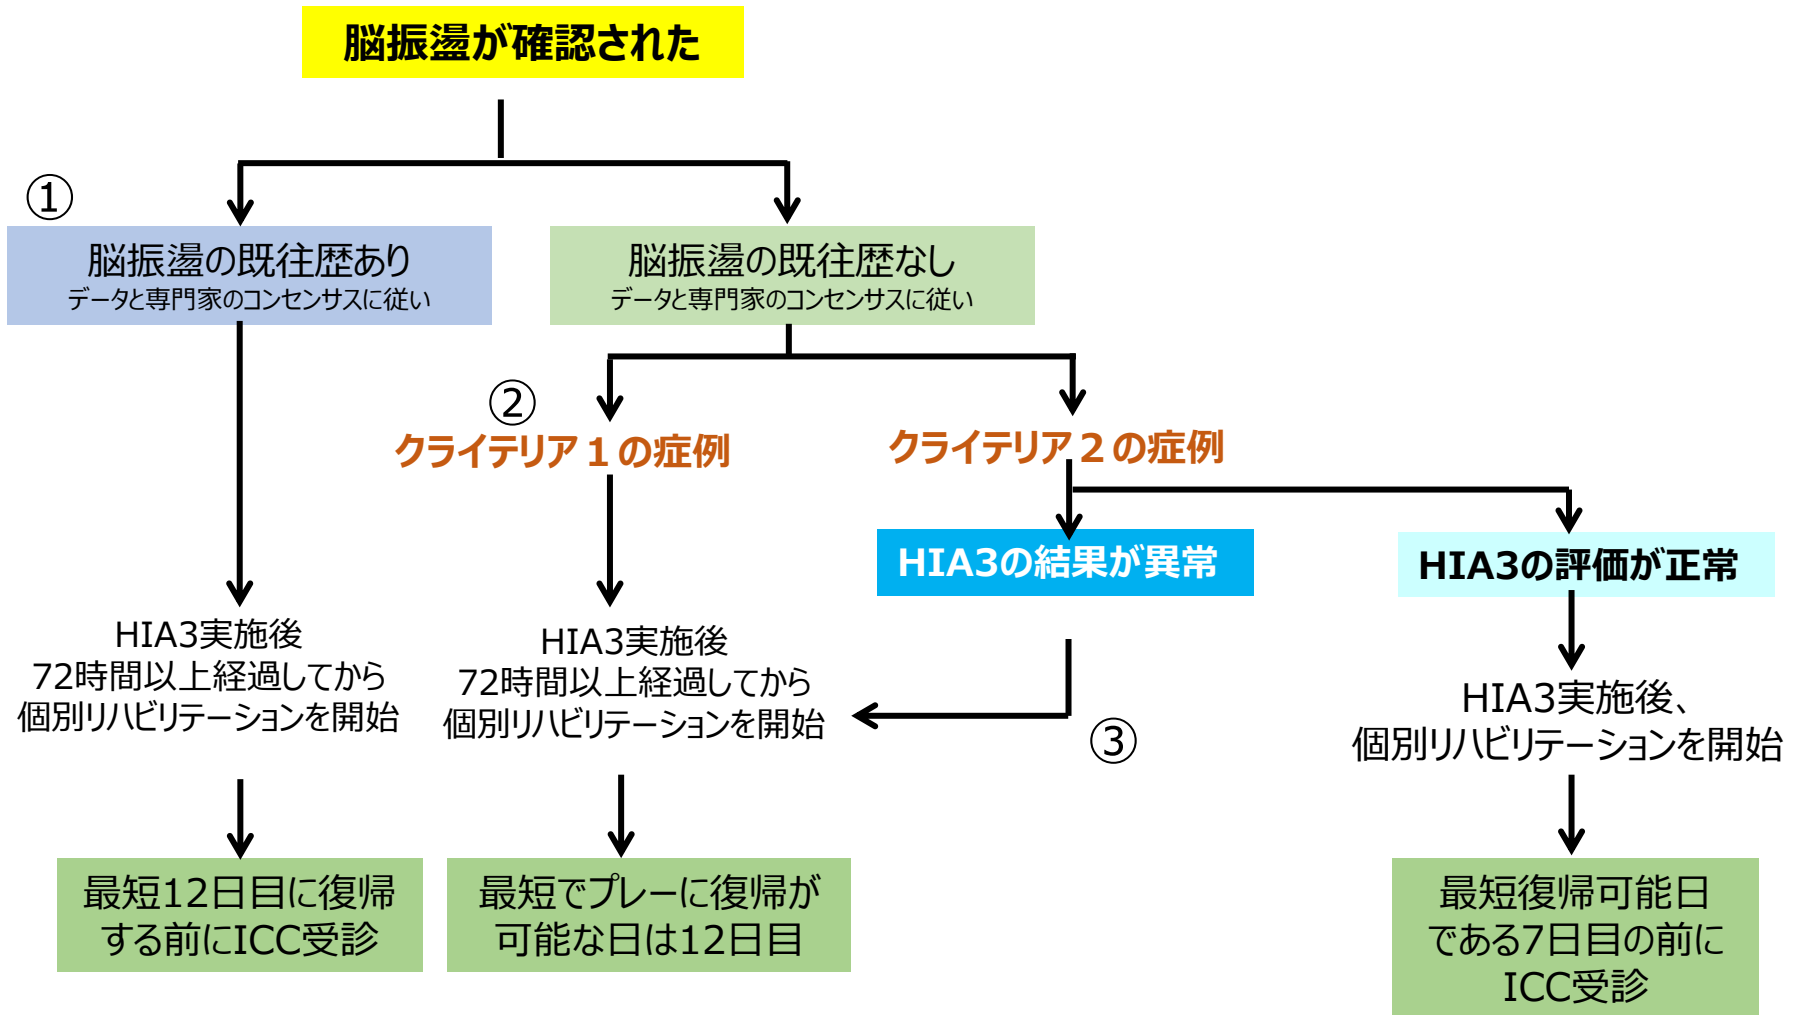 脳振盪が確認された
①
脳振盪の既往歴あり
データと専門家のコンセンサスに従い
脳振盪の既往歴なし
データと専門家のコンセンサスに従い
②
クライテリア１の症例
クライテリア２の症例
HIA3の結果が異常
HIA3の評価が正常
HIA3実施後
72時間以上経過してから
個別リハビリテーションを開始
HIA3実施後
72時間以上経過してから
個別リハビリテーションを開始
③
HIA3実施後、
個別リハビリテーションを開始
最短12日目に復帰
する前にICC受診
最短でプレーに復帰が
可能な日は12日目
最短復帰可能日
である7日目の前に
ICC受診